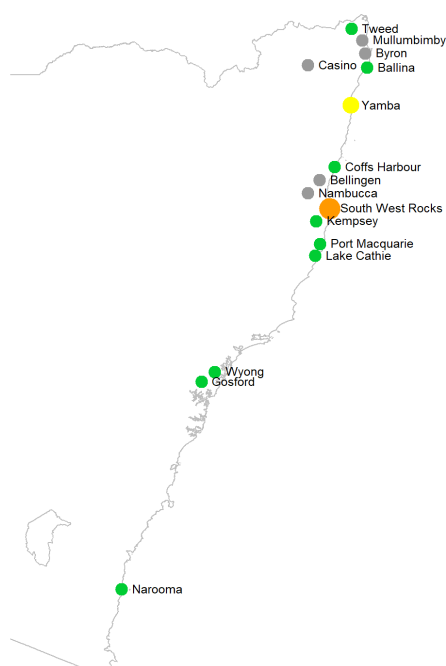 Tweed
Mullumbimby
Byron
Casino
Ballina
Yamba
Coffs Harbour
Bellingen
Nambucca
South West Rocks
Kempsey
Port Macquarie
Lake Cathie
Wyong
Gosford
Narooma